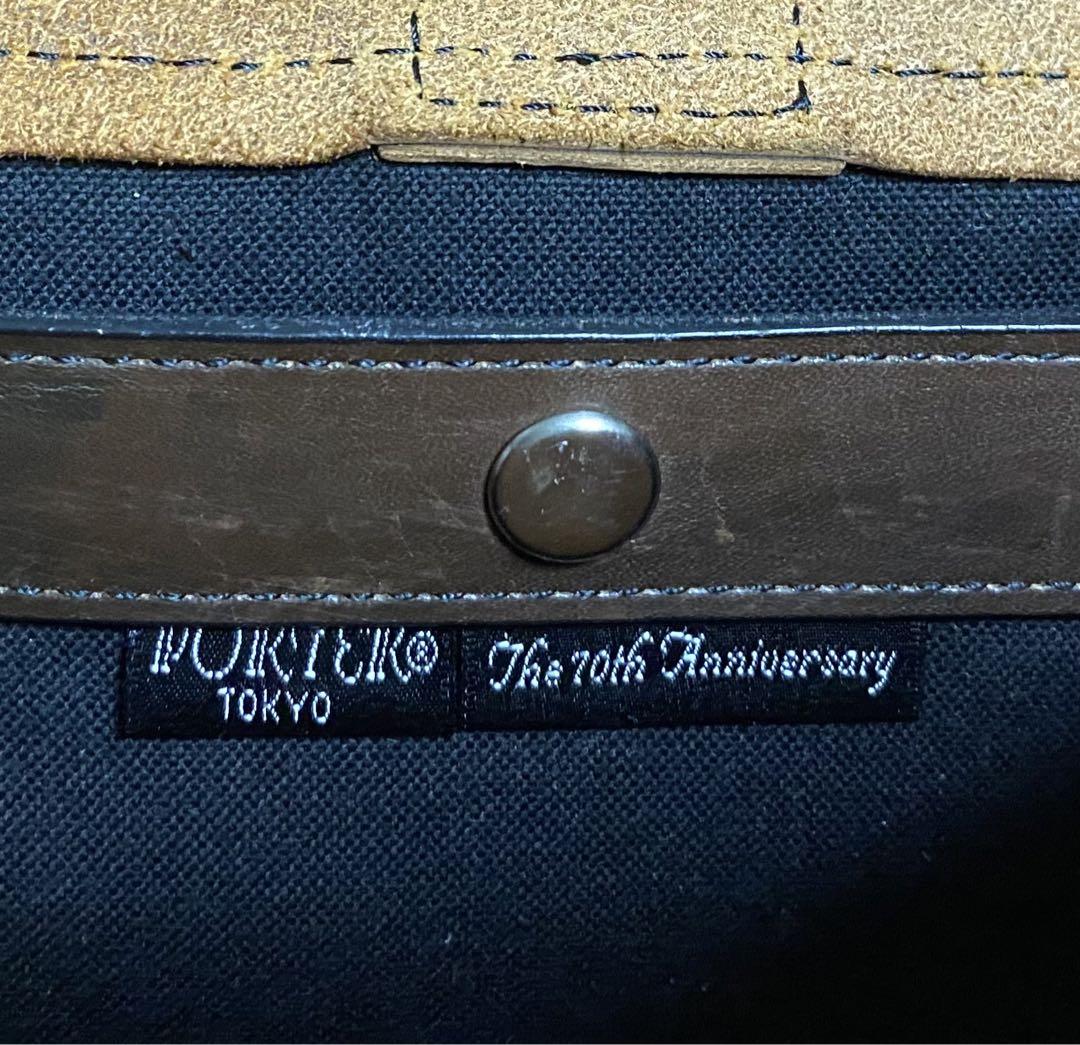 PORTER®
TOKYO
The 70th Anniversary